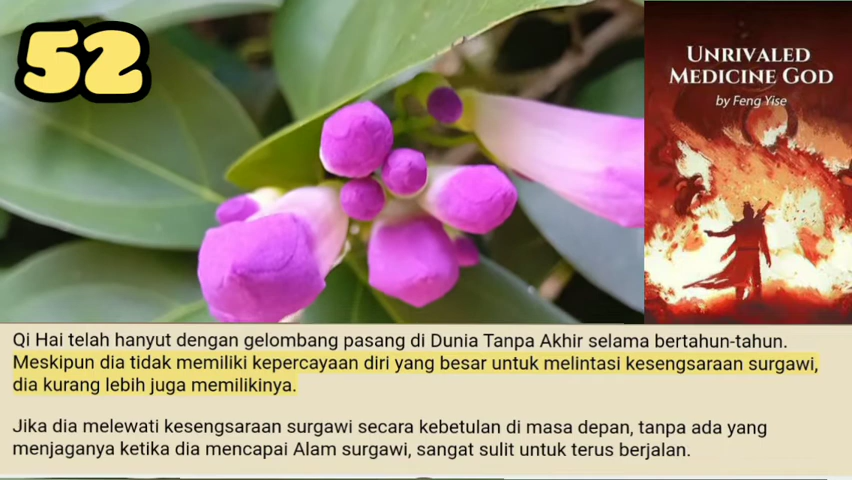 52
UNRIVALED
MEDICINE GOD
by Feng Yise
Qi Hai telah hanyut dengan gelombang pasang di Dunia Tanpa Akhir selama bertahun-tahun.
Meskipun dia tidak memiliki kepercayaan diri yang besar untuk melintasi kesengsaraan surgawi,
dia kurang lebih juga memilikinya.
Jika dia melewati kesengsaraan surgawi secara kebetulan di masa depan, tanpa ada yang
menjaganya ketika dia mencapai Alam surgawi, sangat sulit untuk terus berjalan.